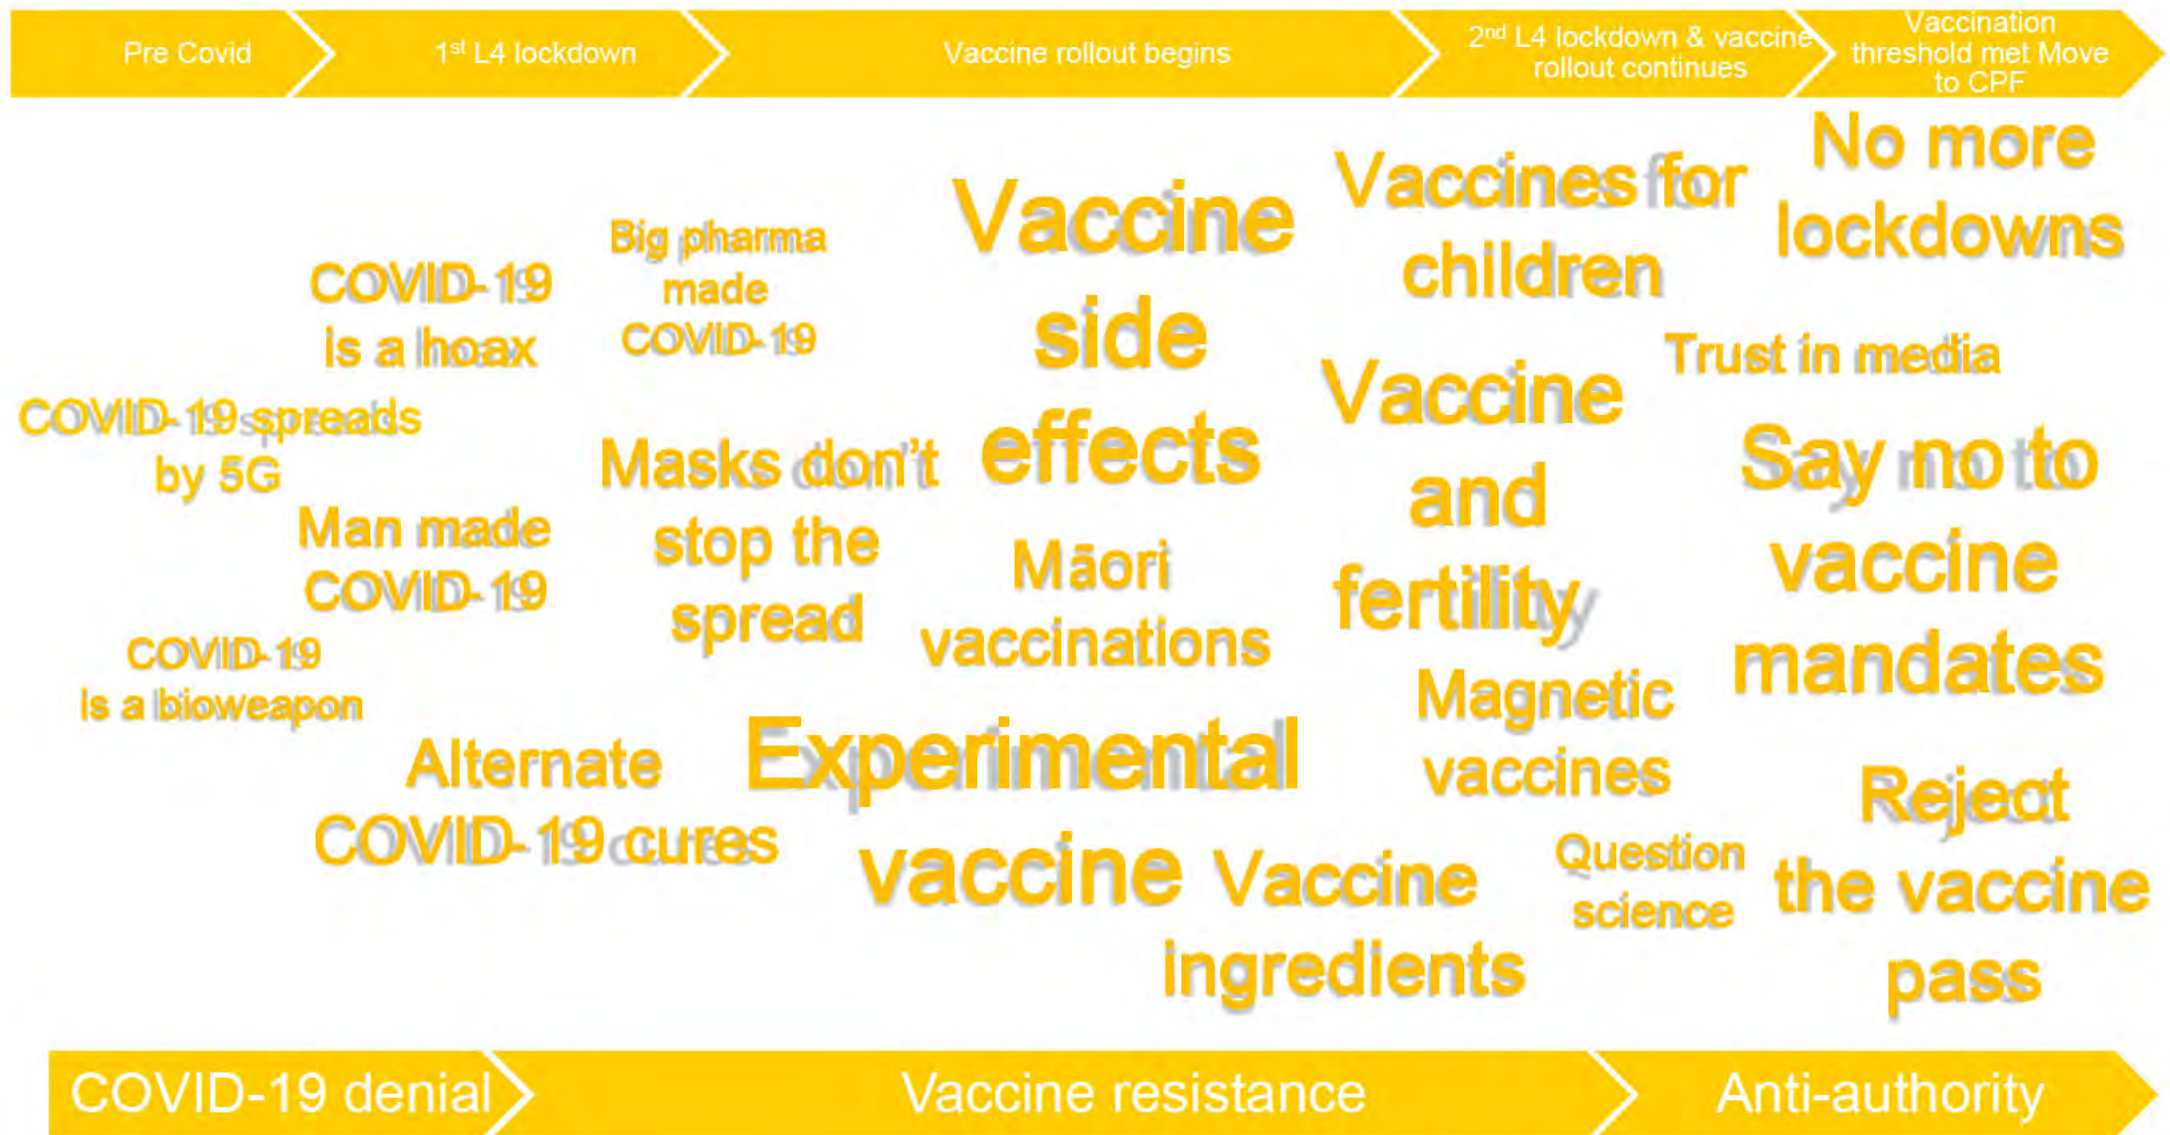 Pre Covid
1st L4 lockdown
Vaccine rollout begins
2nd L4 lockdown & vaccine
rollout continues
Vaccination
threshold met Move
to CPF
COVID-19 spreads
by 5G
COVID-19
is a bioweapon
COVID-19
is a hoax
Man made
COVID-19
Alternate
COVID-19 cures
Big pharma
made
COVID-19
Masks don't
stop the
spread
Vaccine
side
effects
Māori
vaccinations
Experimental
vaccine
Vaccine
ingredients
Vaccines for
children
Vaccine
and
fertility
Magnetic
vaccines
Question
science
No more
lockdowns
Trust in media
Say no to
vaccine
mandates
Reject
the vaccine
pass
COVID-19 denial
Vaccine resistance
Anti-authority